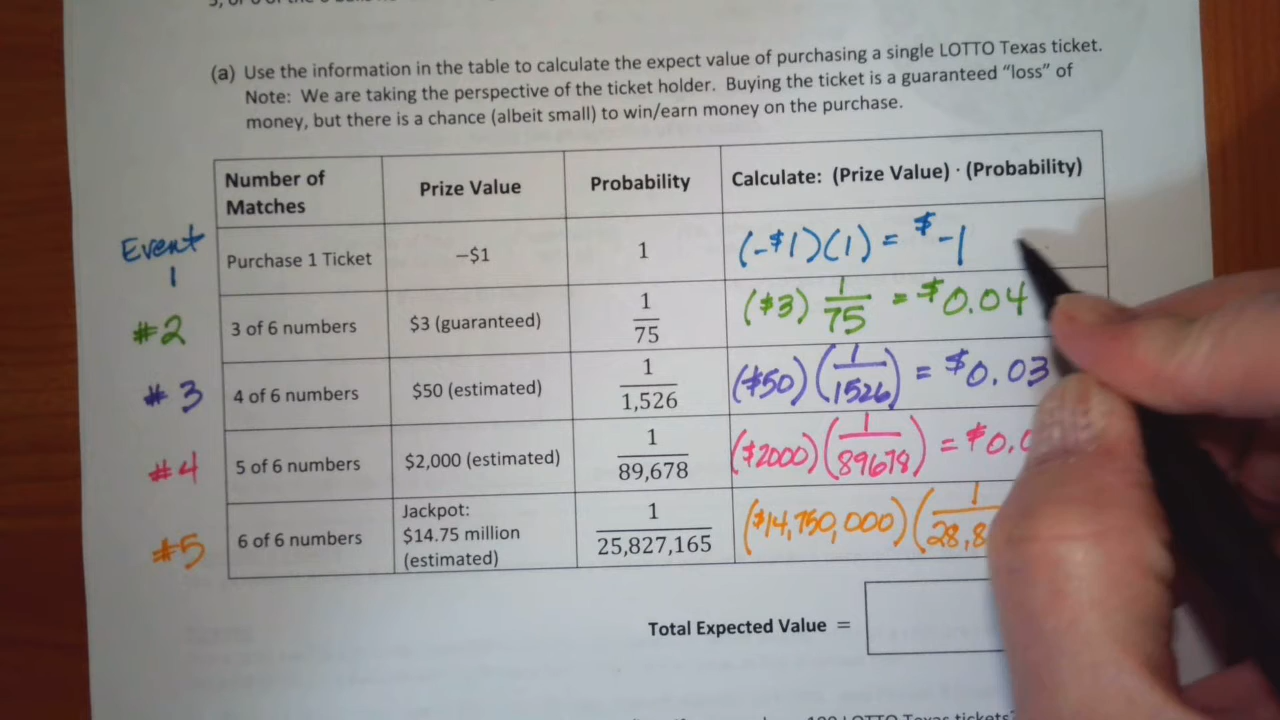 (a) Use the information in the table to calculate the expect value of purchasing a single LOTTO Texas ticket.
Note: We are taking the perspective of the ticket holder. Buying the ticket is a guaranteed “loss” of
money, but there is a chance (albeit small) to win/earn money on the purchase.
Number of Matches Prize Value Probability Calculate: (Prize Value) · (Probability)
Event 1 Purchase 1 Ticket −$1 1 (-$1)(1) = $-1
#2 3 of 6 numbers $3 (guaranteed) 1/75 ($3) 1/75 = $0.04
#3 4 of 6 numbers $50 (estimated) 1/1,526 ($50)(1/1526) = $0.03
#4 5 of 6 numbers $2,000 (estimated) 1/89,678 ($2000)(1/89678) = $0.0
#5 6 of 6 numbers Jackpot: $14.75 million (estimated) 1/25,827,165 ($14,750,000)(1/28,8
Total Expected Value =
LOTTO Texas tickets?